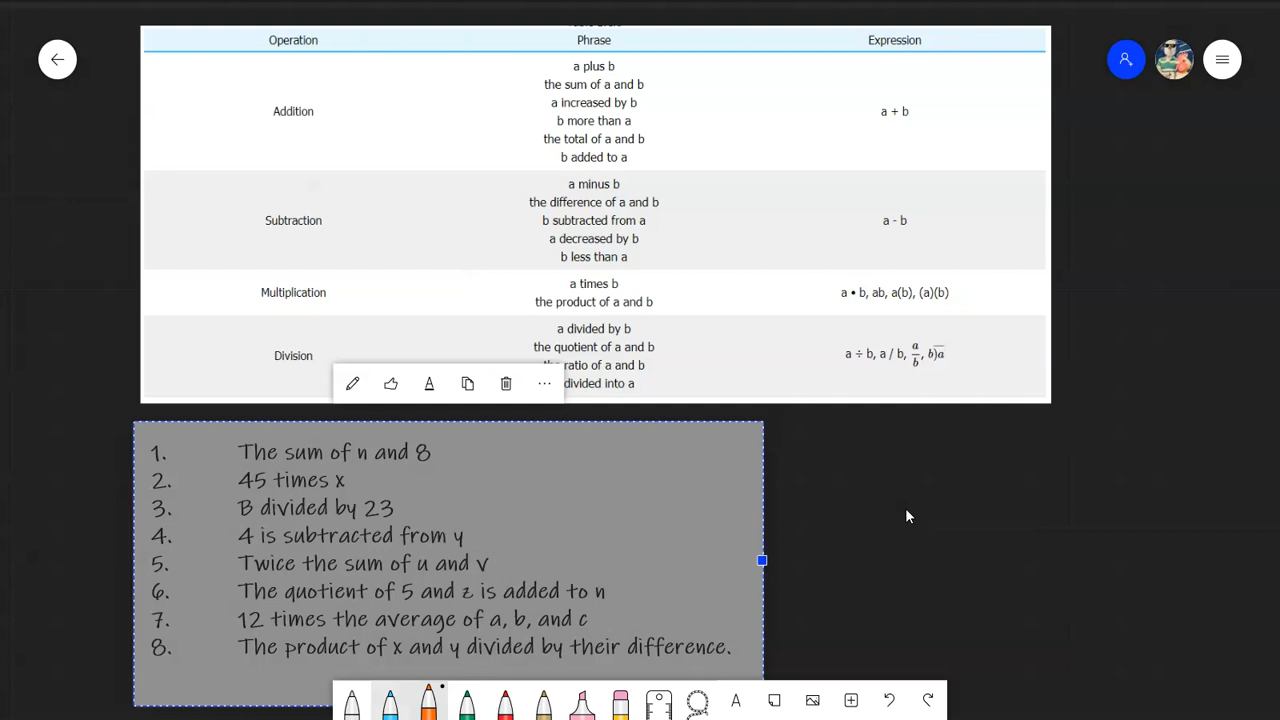 Operation Phrase Expression
a plus b
the sum of a and b
a increased by b
Addition b more than a a + b
the total of a and b
b added to a
a minus b
the difference of a and b
Subtraction b subtracted from a a - b
a decreased by b
b less than a
a times b
Multiplication a • b, ab, a(b), (a)(b)
the product of a and b
a divided by b
the quotient of a and b
Division ratio of a and b a ÷ b, a / b, a/b, b)a
divided into a
1. The sum of n and 8
2. 45 times x
3. B divided by 23
4. 4 is subtracted from y
5. Twice the sum of u and v
6. The quotient of 5 and z is added to n
7. 12 times the average of a, b, and c
8. The product of x and y divided by their difference.